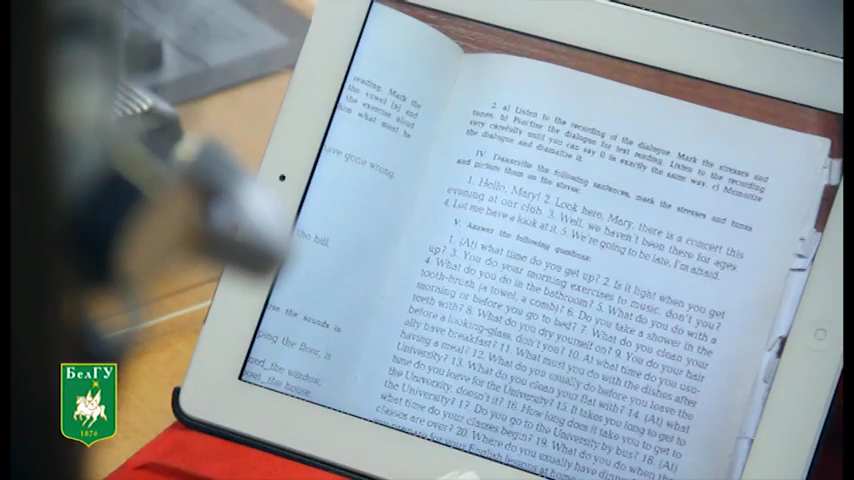 reading. Mark the
the vowel [ə] and
the exercise aloud
what must be
have gone wrong.
the bill.
the sounds in
the floor, is
the window,
the house
2. a) Listen to the recording of the dialogue. Mark the stresses and
tunes. b) Practise the dialogue for test reading. Listen to the recording
very carefully until you can say it in exactly the same way. c) Memorize
the dialogue and dramatize it.
IV. Transcribe the following sentences, mark the stresses and tunes
and picture them on the staves:
1. Hello, Mary! 2. Look here, Mary, there is a concert this
evening at our club. 3. Well, we haven't been there for ages.
4. Let me have a look at it. 5. We're going to be late, I'm afraid.
V. Answer the following questions:
1. (At) what time do you get up? 2. Is it light when you get
up? 3. You do your morning exercises to music, don't you?
4. What do you do in the bathroom? 5. What do you do with a
tooth-brush (a towel, a comb)? 6. Do you take a shower in the
morning or before you go to bed? 7. What do you clean your
teeth with? 8. What do you dry yourself on? 9. You do your hair
before a looking-glass, don't you? 10. At what time do you usu-
ally have breakfast? 11. What must you do with the dishes after
having a meal? 12. What do you usually do before you leave the
University? 13. What do you clean your flat with? 14. (At) what
time do you leave for the University? 15. It takes you long to get to
the University, doesn't it? 16. How long does it take you to get to
the University? 17. Do you go to the University by bus? 18. (At)
what time do your classes begin? 19. What do you do when the
classes are over? 20. Where do you usually have dinner?
prepare for your English lessons at home
БелГУ
1876